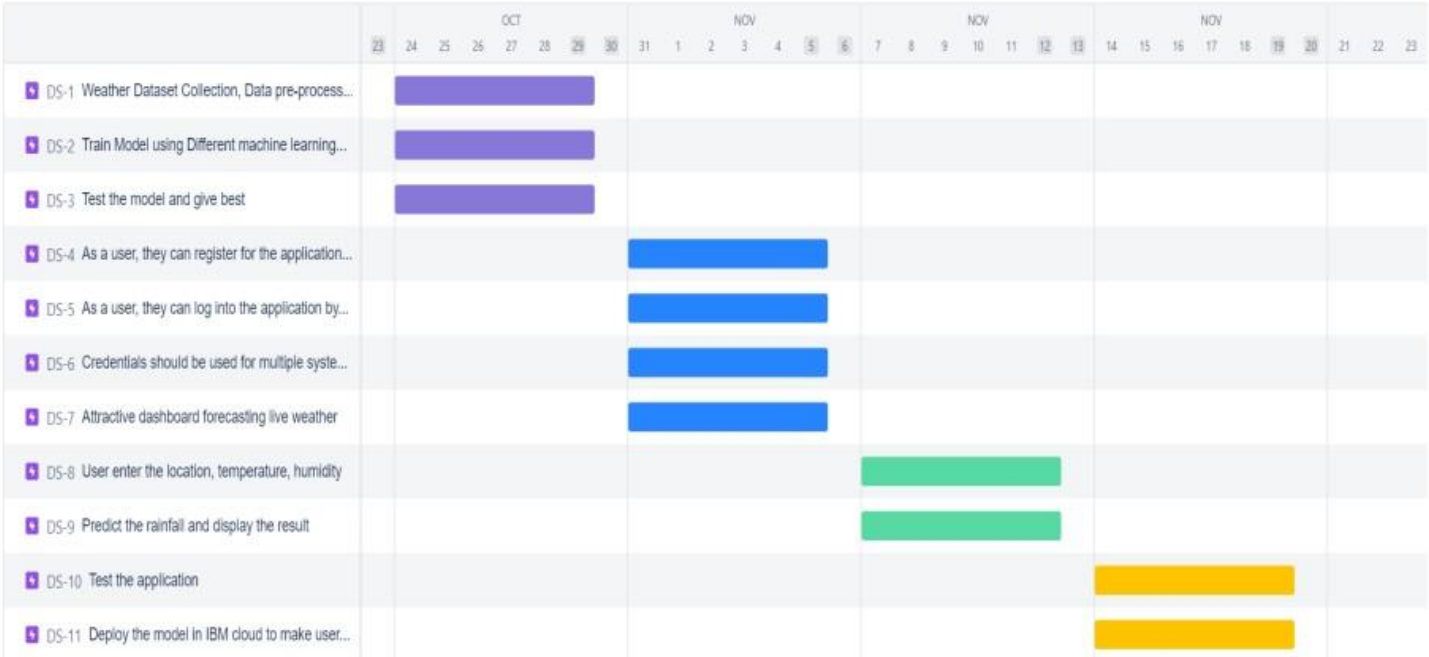 OCT NOV NOV NOV
23 24 25 26 27 28 29 30 31 1 2 3 4 5 6 7 8 9 10 11 12 13 14 15 16 17 18 19 20 21 22 23
DS-1 Weather Dataset Collection, Data pre-process...
DS-2 Train Model using Different machine learning...
DS-3 Test the model and give best
DS-4 As a user, they can register for the application...
DS-5 As a user, they can log into the application by...
DS-6 Credentials should be used for multiple syste...
DS-7 Attractive dashboard forecasting live weather
DS-8 User enter the location, temperature, humidity
DS-9 Predict the rainfall and display the result
DS-10 Test the application
DS-11 Deploy the model in IBM cloud to make user...